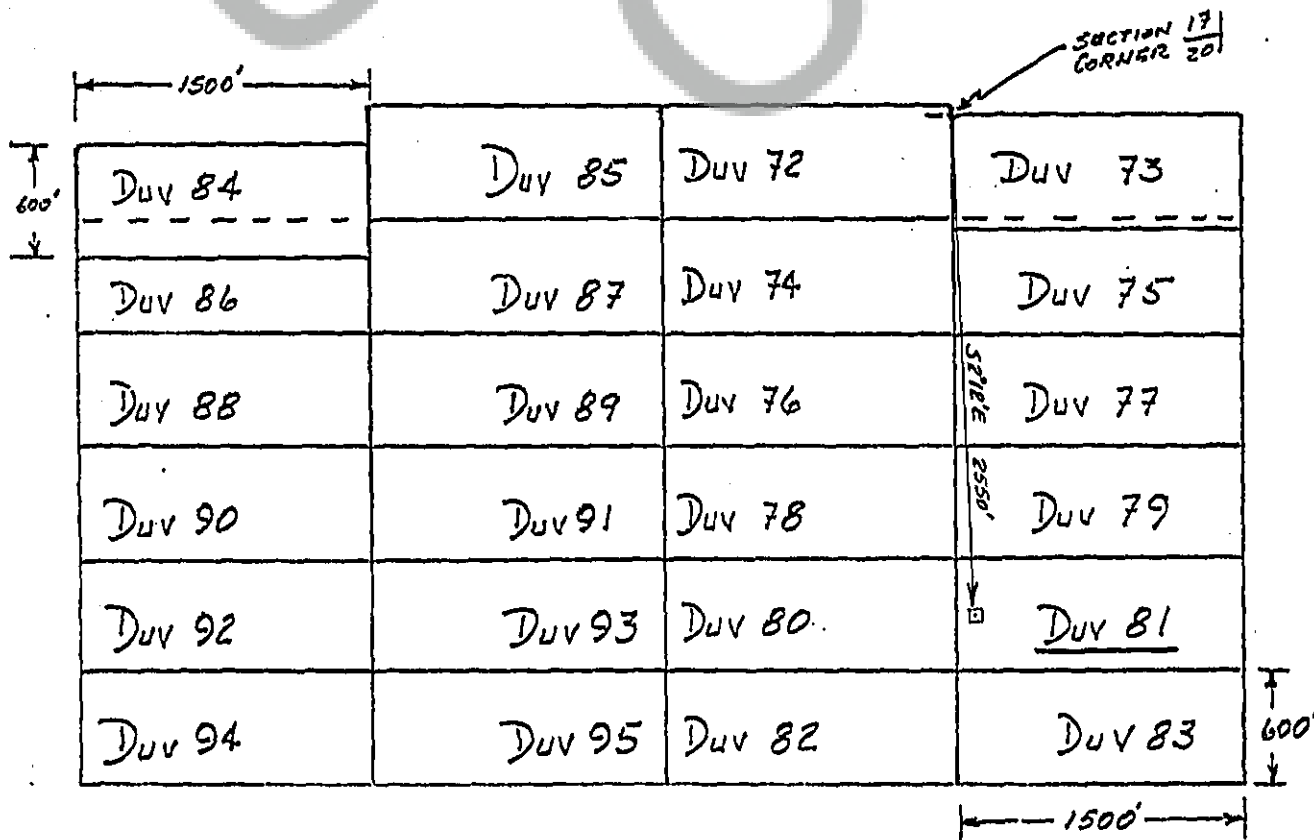 SECTION 17
CORNER 20
1500'
600'
Duv 84
Duv 85
Duv 72
Duv 73
Duv 86
Duv 87
Duv 74
Duv 75
Duv 88
Duv 89
Duv 76
S2°12'E 2550'
Duv 77
Duv 90
Duv 91
Duv 78
Duv 79
Duv 92
Duv 93
Duv 80
Duv 81
Duv 94
Duv 95
Duv 82
Duv 83
600'
1500'